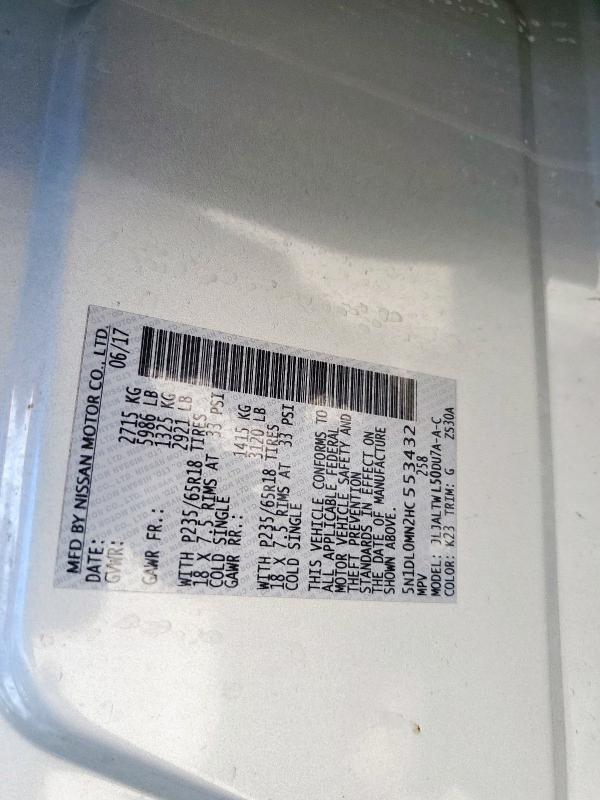 MFD BY NISSAN MOTOR CO., LTD.
DATE: 06/17
GVWR: 2715 KG
5986 LB
GAWR FR.: 1325 KG
2921 LB
WITH P235/65R18 TIRES
18 X 7.5 RIMS AT 33 PSI
COLD SINGLE
GAWR RR.: 1415 KG
3120 LB
WITH P235/65R18 TIRES
18 X 7.5 RIMS AT 33 PSI
COLD SINGLE
THIS VEHICLE CONFORMS TO
ALL APPLICABLE FEDERAL
MOTOR VEHICLE SAFETY AND
THEFT PREVENTION
STANDARDS IN EFFECT ON
THE DATE OF MANUFACTURE
SHOWN ABOVE.
5N1DL0MN2HC553432
MPV 258
MODEL: JL3ALTWL50DU7A-A-C
COLOR: K23 TRIM: G Z530A